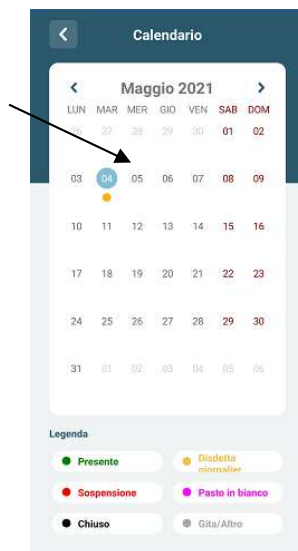 Calendario
Maggio 2021
LUN MAR MER GIO VEN SAB DOM
26 27 28 29 30 01 02
03 04 05 06 07 08 09
10 11 12 13 14 15 16
17 18 19 20 21 22 23
24 25 26 27 28 29 30
31 01 02 03 04 05 06
Legenda
Presente
Disdetta
giornalier
Sospensione
Pasto in bianco
Chiuso
Gita/Altro